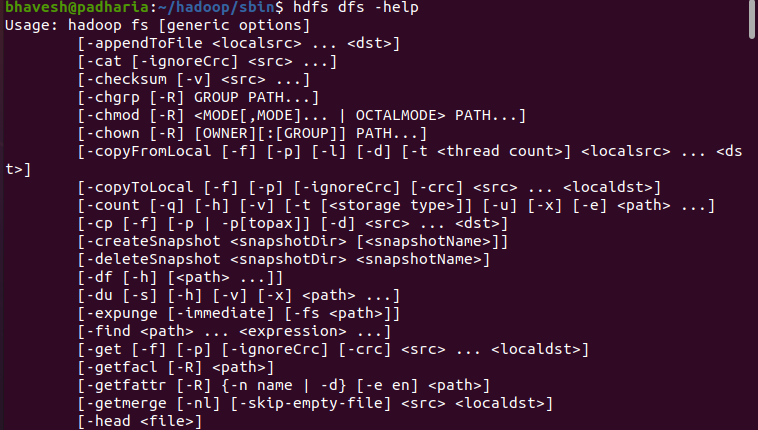 bhavesh@padharia:~/hadoop/sbin$ hdfs dfs -help
Usage: hadoop fs [generic options]
        [-appendToFile <localsrc> ... <dst>]
        [-cat [-ignoreCrc] <src> ...]
        [-checksum [-v] <src> ...]
        [-chgrp [-R] GROUP PATH...]
        [-chmod [-R] <MODE[,MODE]... | OCTALMODE> PATH...]
        [-chown [-R] [OWNER][:[GROUP]] PATH...]
        [-copyFromLocal [-f] [-p] [-l] [-d] [-t <thread count>] <localsrc> ... <ds
t>]
        [-copyToLocal [-f] [-p] [-ignoreCrc] [-crc] <src> ... <localdst>]
        [-count [-q] [-h] [-v] [-t [<storage type>]] [-u] [-x] [-e] <path> ...]
        [-cp [-f] [-p | -p[topax]] [-d] <src> ... <dst>]
        [-createSnapshot <snapshotDir> [<snapshotName>]]
        [-deleteSnapshot <snapshotDir> <snapshotName>]
        [-df [-h] [<path> ...]]
        [-du [-s] [-h] [-v] [-x] <path> ...]
        [-expunge [-immediate] [-fs <path>]]
        [-find <path> ... <expression> ...]
        [-get [-f] [-p] [-ignoreCrc] [-crc] <src> ... <localdst>]
        [-getfacl [-R] <path>]
        [-getfattr [-R] {-n name | -d} [-e en] <path>]
        [-getmerge [-nl] [-skip-empty-file] <src> <localdst>]
        [-head <file>]